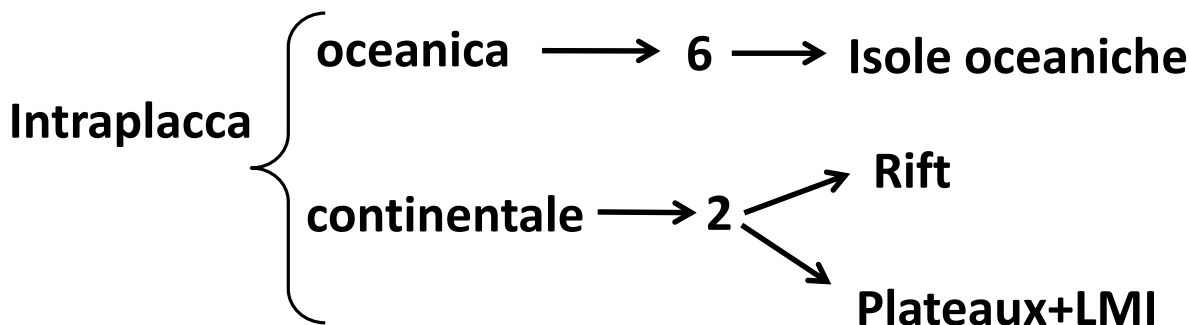 oceanica → 6 → Isole oceaniche
Intraplacca
Rift
continentale → 2
Plateaux+LMI